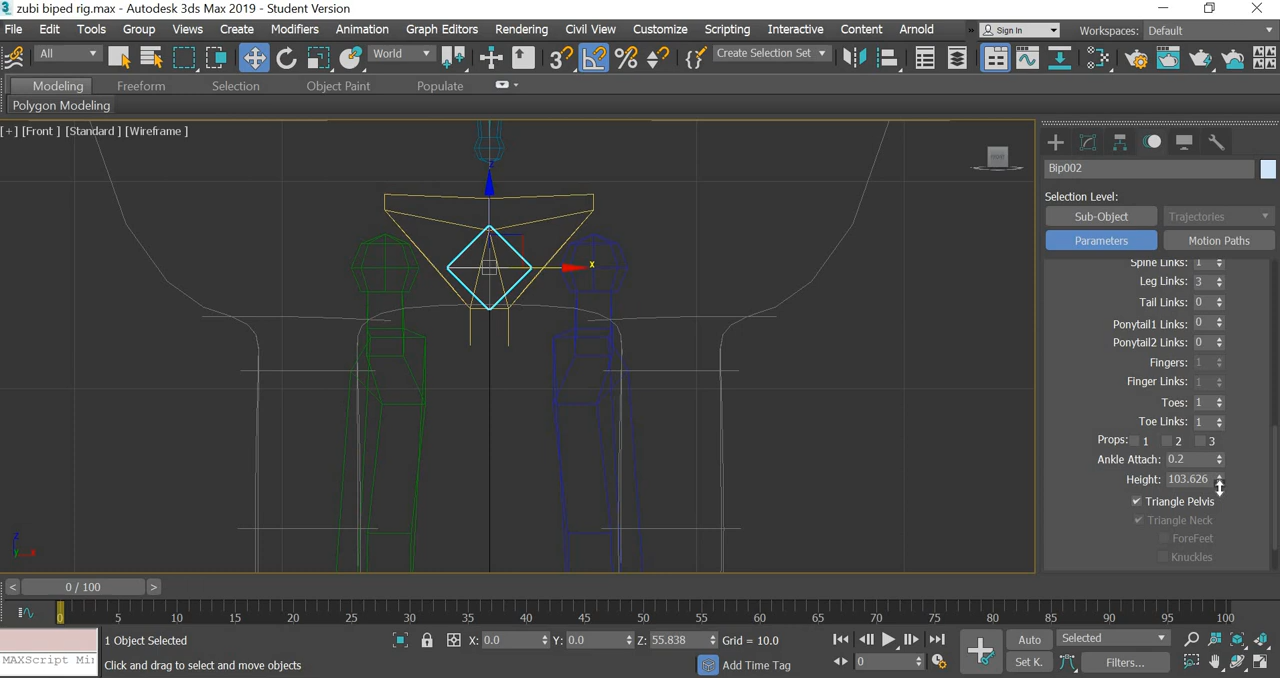 zubi biped rig.max - Autodesk 3ds Max 2019 - Student Version
File Edit Tools Group Views Create Modifiers Animation Graph Editors Rendering Civil View Customize Scripting Interactive Content Arnold » Sign In Workspaces: Default
All World 3 Create Selection Set
Modeling Freeform Selection Object Paint Populate
Polygon Modeling
[+] [Front ] [Standard ] [Wireframe ]
z
x
FRONT
Bip002
Selection Level:
Sub-Object Trajectories
Parameters Motion Paths
Spine Links: 1
Leg Links: 3
Tail Links: 0
Ponytail1 Links: 0
Ponytail2 Links: 0
Fingers: 1
Finger Links: 1
Toes: 1
Toe Links: 1
Props: 1 2 3
Ankle Attach: 0.2
Height: 103.626
Triangle Pelvis
Triangle Neck
ForeFeet
Knuckles
z
y x
< 0 / 100 >
0 5 10 15 20 25 30 35 40 45 50 55 60 65 70 75 80 85 90 95 100
1 Object Selected X: 0.0 Y: 0.0 Z: 55.838 Grid = 10.0 Auto Selected
MAXScript Mi Click and drag to select and move objects Add Time Tag 0 Set K. Filters...